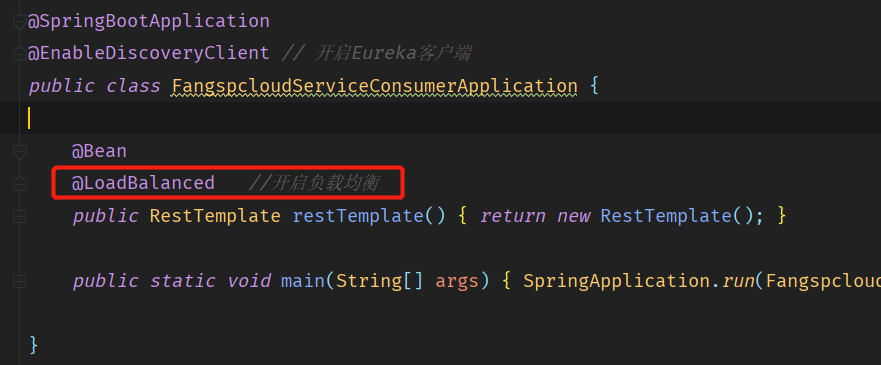 @SpringBootApplication
@EnableDiscoveryClient // 开启Eureka客户端
public class FangspcloudServiceConsumerApplication {
@Bean
@LoadBalanced //开启负载均衡
public RestTemplate restTemplate() { return new RestTemplate(); }
public static void main(String[] args) { SpringApplication.run(Fangspcloud
}